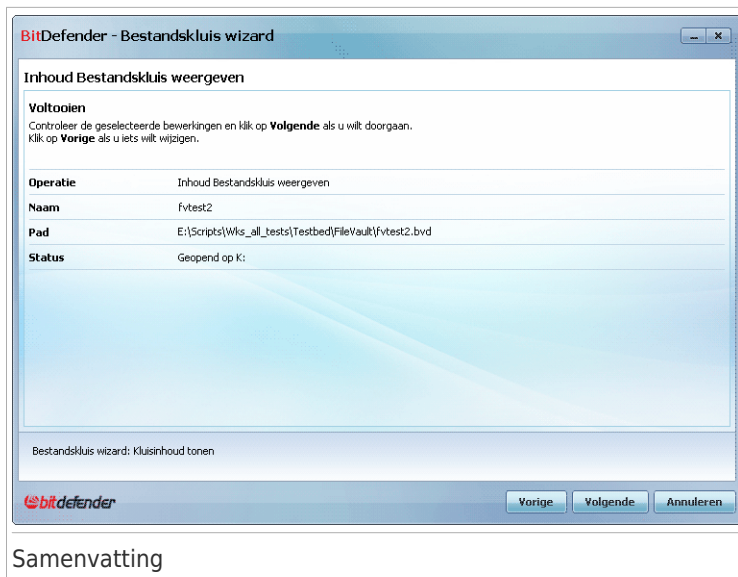 BitDefender - Bestandskluis wizard
Inhoud Bestandskluis weergeven
Voltooien
Controleer de geselecteerde bewerkingen en klik op Volgende als u wilt doorgaan.
Klik op Vorige als u iets wilt wijzigen.
Operatie Inhoud Bestandskluis weergeven
Naam fvtest2
Pad E:\Scripts\Wks_all_tests\Testbed\FileVault\fvtest2.bvd
Status Geopend op K:
Bestandskluis wizard: Kluisinhoud tonen
bitdefender Vorige Volgende Annuleren
Samenvatting